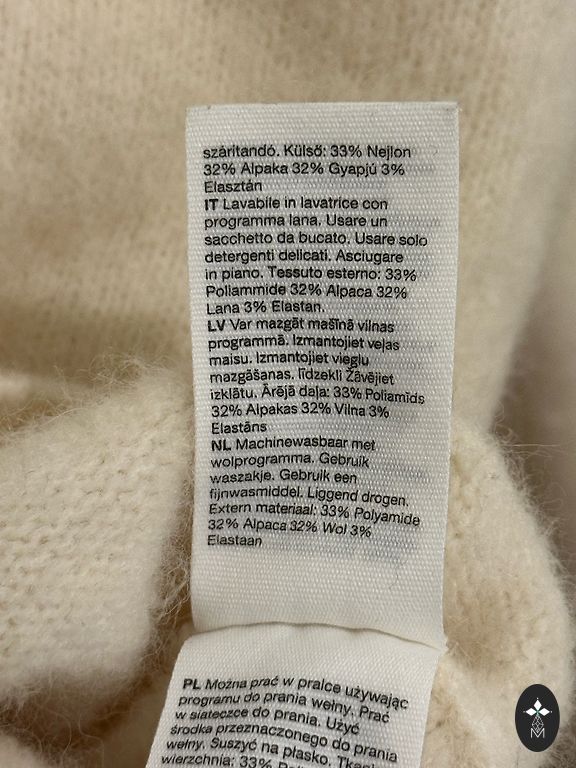 szárítandó. Külső: 33% Nejlon
32% Alpaka 32% Gyapjú 3%
Elasztán
IT Lavabile in lavatrice con
programma lana. Usare un
sacchetto da bucato. Usare solo
detergenti delicati. Asciugare
in piano. Tessuto esterno: 33%
Poliammide 32% Alpaca 32%
Lana 3% Elastan.
LV Var mazgāt mašīnā vilnas
programmā. Izmantojiet veļas
maisu. Izmantojiet vieglu
mazgāšanas. līdzekli Žāvējiet
izklātu. Ārējā daļa: 33% Poliamīds
32% Alpakas 32% Vilna 3%
Elastāns
NL Machinewasbaar met
wolprogramma. Gebruik
waszakje. Gebruik een
fijnwasmiddel. Liggend drogen.
Extern materiaal: 33% Polyamide
32% Alpaca 32% Wol 3%
Elastaan
PL Można prać w pralce używając
programu do prania wełny. Prać
w siateczce do prania. Użyć
środka przeznaczonego do prania
wełny. Suszyć na płasko.
wierzchnia: 33%
M